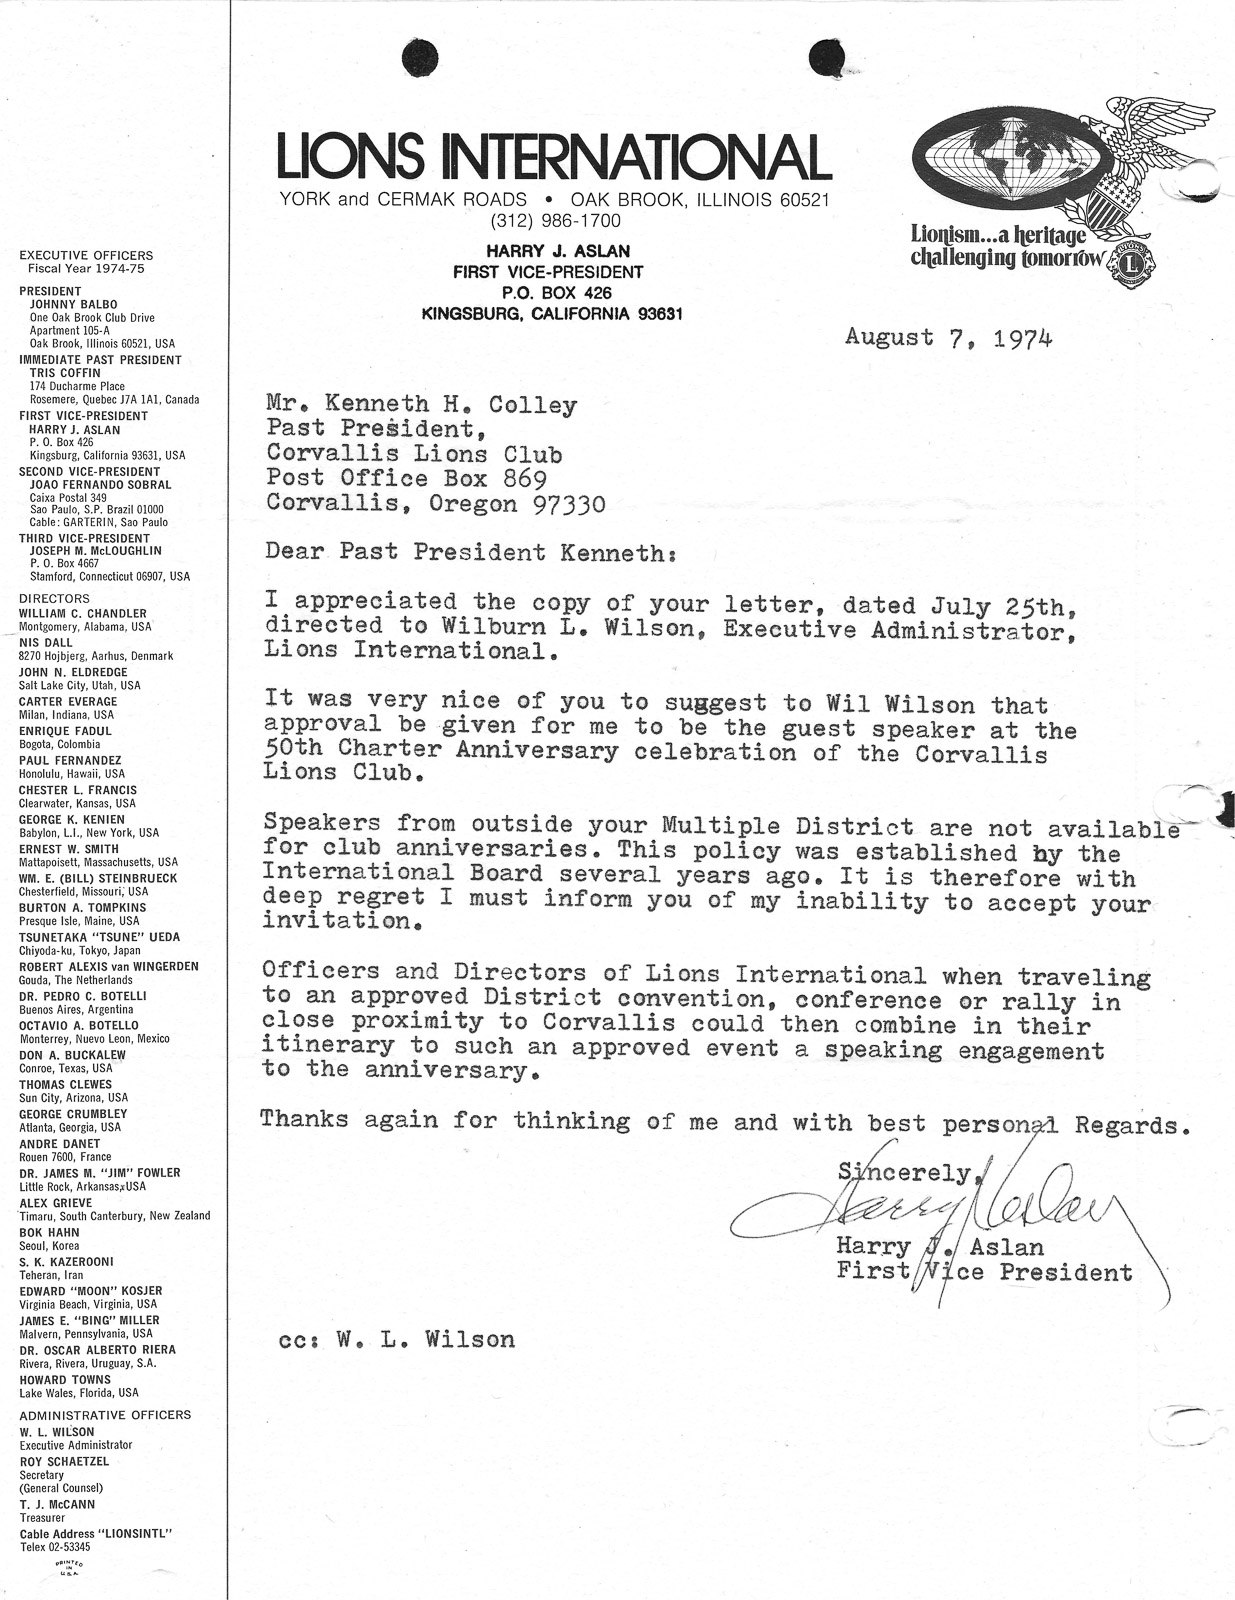 LIONS INTERNATIONAL
YORK and CERMAK ROADS • OAK BROOK, ILLINOIS 60521
(312) 986-1700
HARRY J. ASLAN
FIRST VICE-PRESIDENT
P.O. BOX 426
KINGSBURG, CALIFORNIA 93631
Lionism...a heritage
challenging tomorrow
L
EXECUTIVE OFFICERS
Fiscal Year 1974-75
PRESIDENT
JOHNNY BALBO
One Oak Brook Club Drive
Apartment 105-A
Oak Brook, Illinois 60521, USA
IMMEDIATE PAST PRESIDENT
TRIS COFFIN
174 Ducharme Place
Rosemere, Quebec J7A 1A1, Canada
FIRST VICE-PRESIDENT
HARRY J. ASLAN
P. O. Box 426
Kingsburg, California 93631, USA
SECOND VICE-PRESIDENT
JOAO FERNANDO SOBRAL
Caixa Postal 349
Sao Paulo, S.P. Brazil 01000
Cable: GARTERIN, Sao Paulo
THIRD VICE-PRESIDENT
JOSEPH M. McLOUGHLIN
P. O. Box 4667
Stamford, Connecticut 06907, USA
DIRECTORS
WILLIAM C. CHANDLER
Montgomery, Alabama, USA
NIS DALL
8270 Hojbjerg, Aarhus, Denmark
JOHN N. ELDREDGE
Salt Lake City, Utah, USA
CARTER EVERAGE
Milan, Indiana, USA
ENRIQUE FADUL
Bogota, Colombia
PAUL FERNANDEZ
Honolulu, Hawaii, USA
CHESTER L. FRANCIS
Clearwater, Kansas, USA
GEORGE K. KENIEN
Babylon, L.I., New York, USA
ERNEST W. SMITH
Mattapoisett, Massachusetts, USA
WM. E. (BILL) STEINBRUECK
Chesterfield, Missouri, USA
BURTON A. TOMPKINS
Presque Isle, Maine, USA
TSUNETAKA "TSUNE" UEDA
Chiyoda-ku, Tokyo, Japan
ROBERT ALEXIS van WINGERDEN
Gouda, The Netherlands
DR. PEDRO C. BOTELLI
Buenos Aires, Argentina
OCTAVIO A. BOTELLO
Monterrey, Nuevo Leon, Mexico
DON A. BUCKALEW
Conroe, Texas, USA
THOMAS CLEWES
Sun City, Arizona, USA
GEORGE CRUMBLEY
Atlanta, Georgia, USA
ANDRE DANET
Rouen 7600, France
DR. JAMES M. "JIM" FOWLER
Little Rock, Arkansas, USA
ALEX GRIEVE
Timaru, South Canterbury, New Zealand
BOK HAHN
Seoul, Korea
S. K. KAZEROONI
Teheran, Iran
EDWARD "MOON" KOSJER
Virginia Beach, Virginia, USA
JAMES E. "BING" MILLER
Malvern, Pennsylvania, USA
DR. OSCAR ALBERTO RIERA
Rivera, Rivera, Uruguay, S.A.
HOWARD TOWNS
Lake Wales, Florida, USA
ADMINISTRATIVE OFFICERS
W. L. WILSON
Executive Administrator
ROY SCHAETZEL
Secretary
(General Counsel)
T. J. McCANN
Treasurer
Cable Address "LIONSINTL"
Telex 02-53345
PRINTED
IN
U.S.A.
August 7, 1974
Mr. Kenneth H. Colley
Past President,
Corvallis Lions Club
Post Office Box 869
Corvallis, Oregon 97330
Dear Past President Kenneth:
I appreciated the copy of your letter, dated July 25th,
directed to Wilburn L. Wilson, Executive Administrator,
Lions International.
It was very nice of you to suggest to Wil Wilson that
approval be given for me to be the guest speaker at the
50th Charter Anniversary celebration of the Corvallis
Lions Club.
Speakers from outside your Multiple District are not available
for club anniversaries. This policy was established by the
International Board several years ago. It is therefore with
deep regret I must inform you of my inability to accept your
invitation.
Officers and Directors of Lions International when traveling
to an approved District convention, conference or rally in
close proximity to Corvallis could then combine in their
itinerary to such an approved event a speaking engagement
to the anniversary.
Thanks again for thinking of me and with best personal Regards.
Sincerely,
Harry J. Aslan
Harry J. Aslan
First Vice President
cc: W. L. Wilson